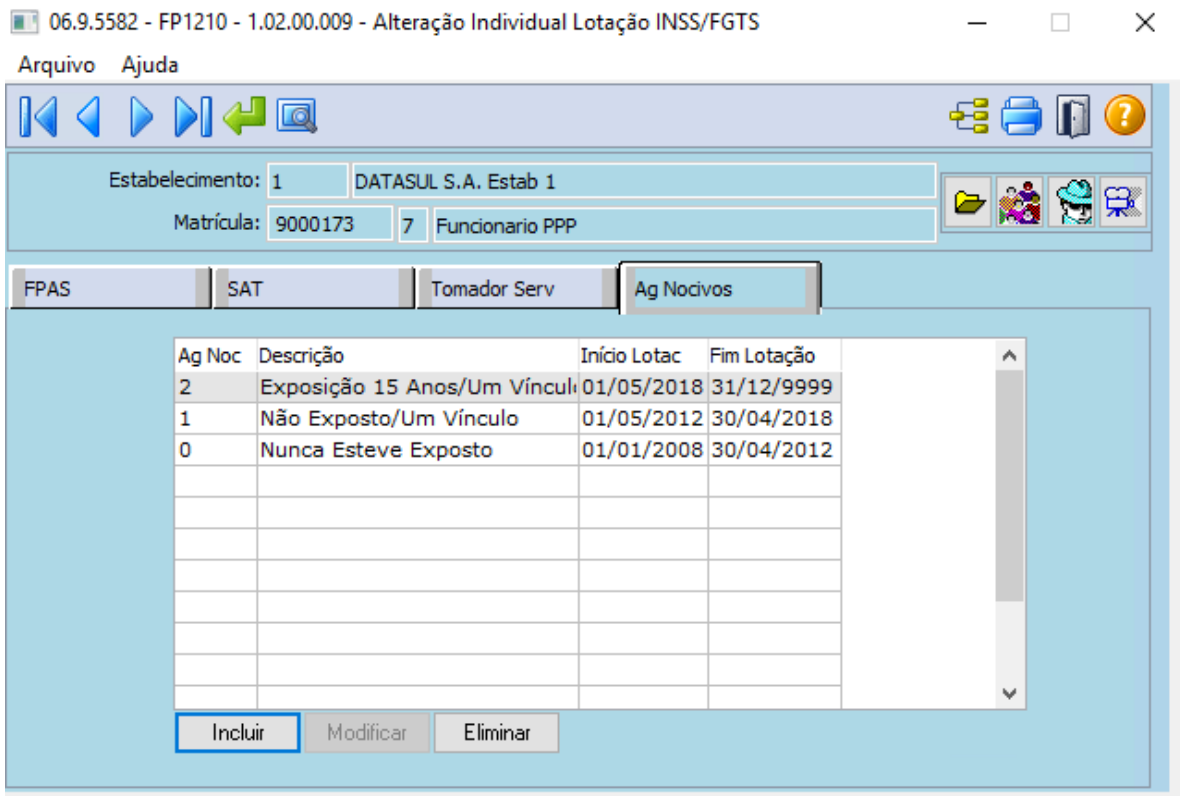 06.9.5582 - FP1210 - 1.02.00.009 - Alteração Individual Lotação INSS/FGTS
Arquivo Ajuda
Estabelecimento: 1 DATASUL S.A. Estab 1
Matrícula: 9000173 7 Funcionario PPP
FPAS SAT Tomador Serv Ag Nocivos
Ag Noc Descrição Início Lotac Fim Lotação
2 Exposição 15 Anos/Um Víncul 01/05/2018 31/12/9999
1 Não Exposto/Um Vínculo 01/05/2012 30/04/2018
0 Nunca Esteve Exposto 01/01/2008 30/04/2012
Incluir Modificar Eliminar